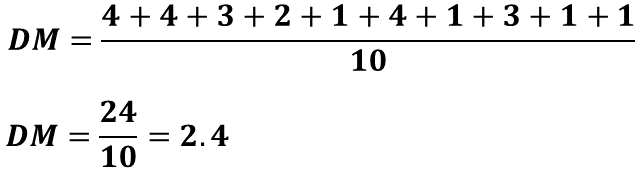 DM = 4 + 4 + 3 + 2 + 1 + 4 + 1 + 3 + 1 + 1
10
DM = 24
10 = 2.4